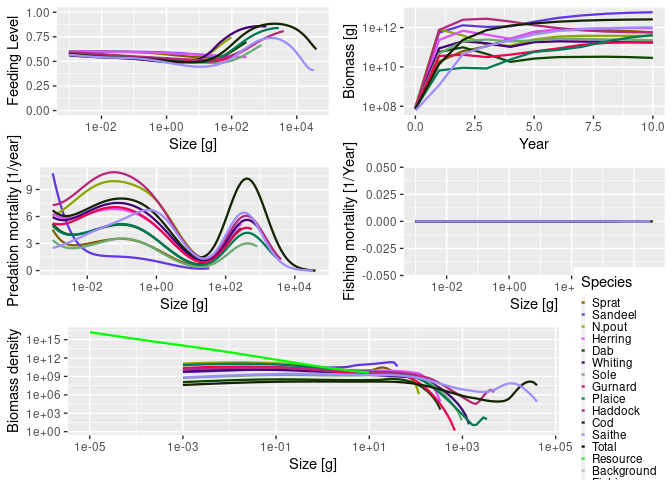 1.00
0.75
0.50
0.25
0.00
Feeding Level
1e-02
1e+00
1e+02
1e+04
Size [g]
1e+12
1e+10
1e+08
Biomass [g]
0.0
2.5
5.0
7.5
10.0
Year
9
6
3
0
Predation mortality [1/year]
1e-02
1e+00
1e+02
1e+04
Size [g]
0.050
0.025
0.000
-0.025
-0.050
Fishing mortality [1/Year]
1e-02
1e+00
1e+
Size [g]
1e+15
1e+12
1e+09
1e+06
1e+03
1e+00
Biomass density
1e-05
1e-03
1e-01
1e+01
1e+03
1e+05
Size [g]
Species
Sprat
Sandeel
N.pout
Herring
Dab
Whiting
Sole
Gurnard
Plaice
Haddock
Cod
Saithe
Total
Resource
Background